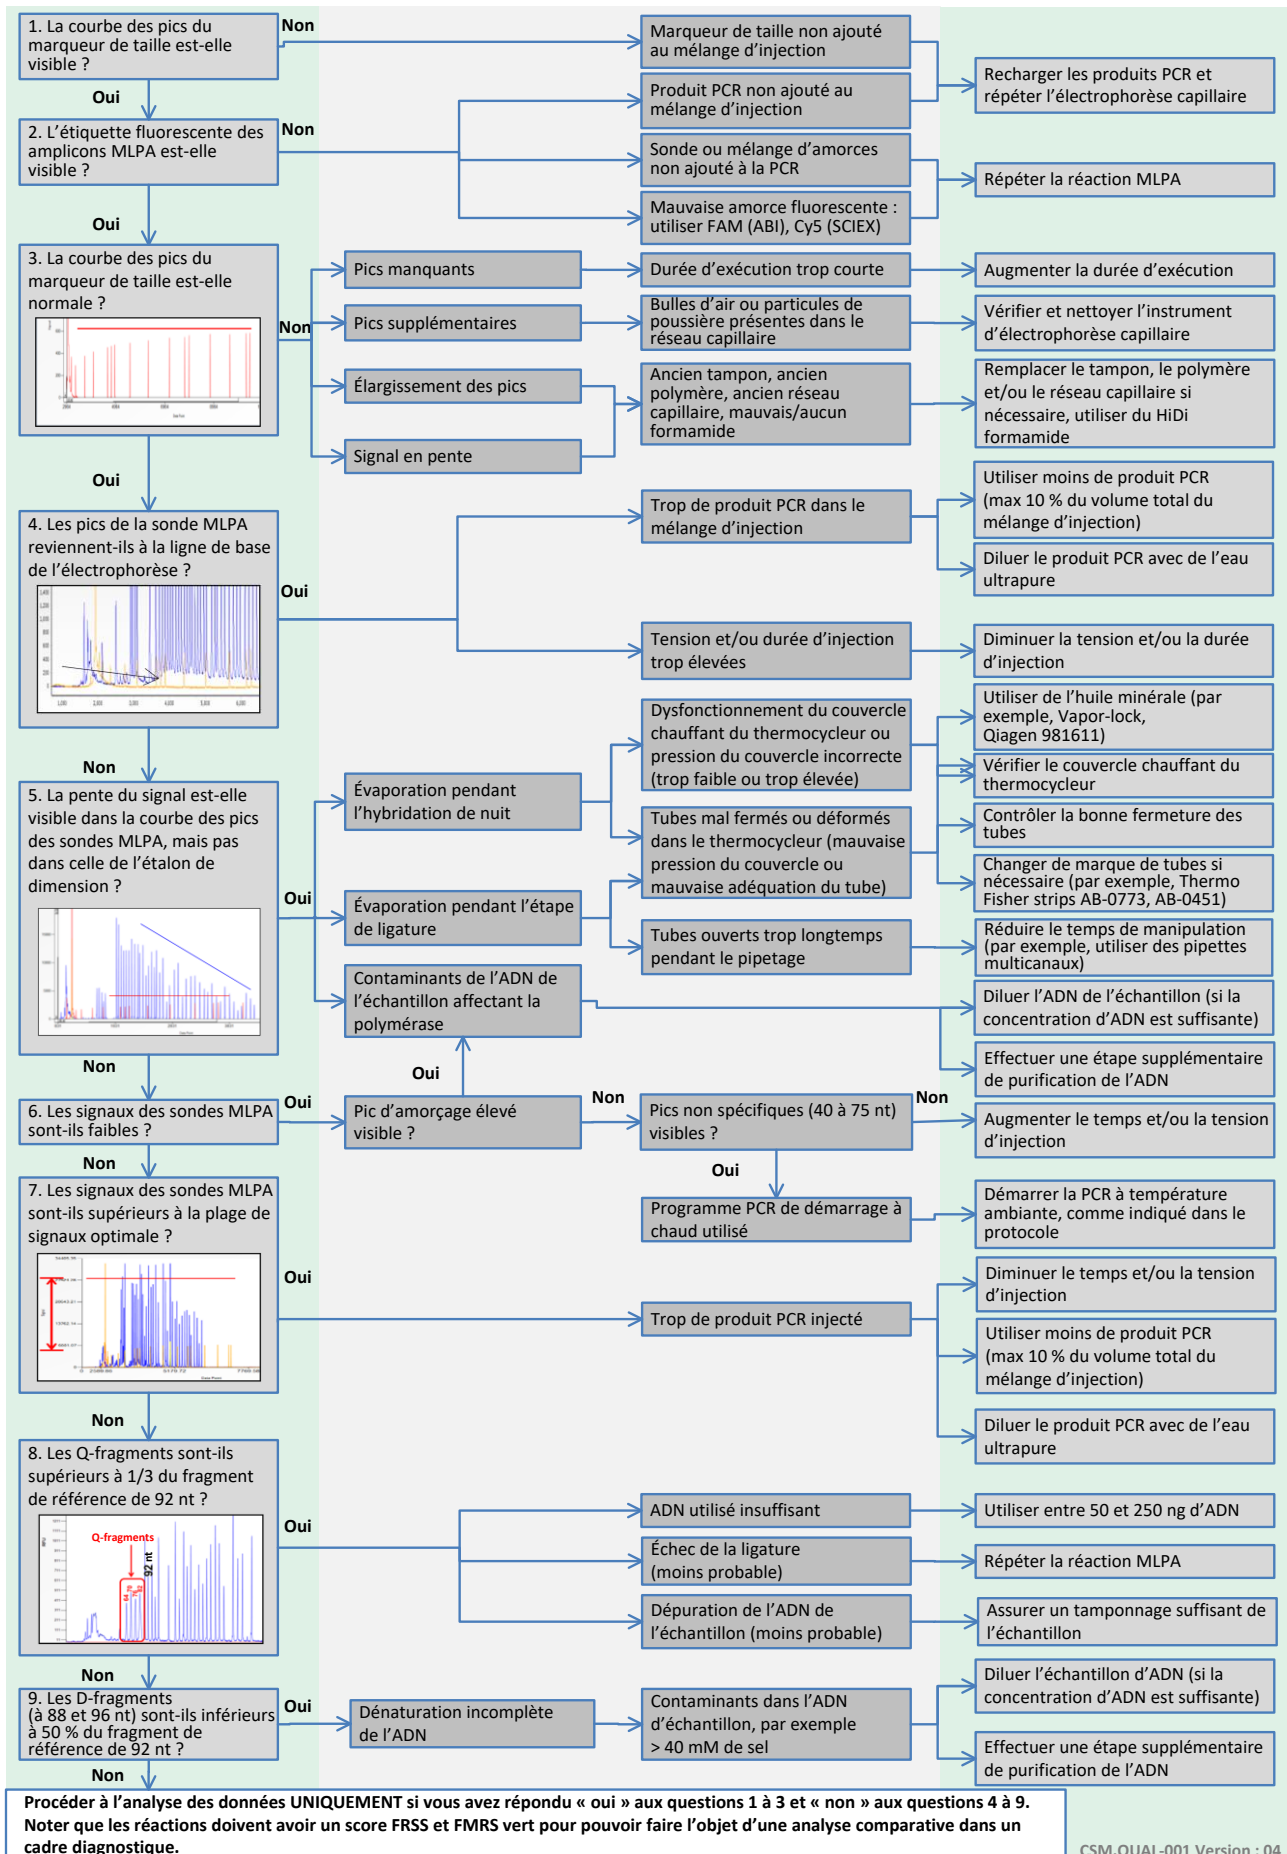 1. La courbe des pics du
marqueur de taille est-elle
visible ?
Non
Marqueur de taille non ajouté
au mélange d’injection
Recharger les produits PCR et
répéter l’électrophorèse capillaire
Oui
Produit PCR non ajouté au
mélange d’injection
2. L’étiquette fluorescente des
amplicons MLPA est-elle
visible ?
Non
Sonde ou mélange d’amorces
non ajouté à la PCR
Répéter la réaction MLPA
Mauvaise amorce fluorescente :
utiliser FAM (ABI), Cy5 (SCIEX)
Oui
3. La courbe des pics du
marqueur de taille est-elle
normale ?
Non
Pics manquants
Durée d’exécution trop courte
Augmenter la durée d’exécution
Pics supplémentaires
Bulles d’air ou particules de
poussière présentes dans le
réseau capillaire
Vérifier et nettoyer l’instrument
d’électrophorèse capillaire
Élargissement des pics
Signal en pente
Ancien tampon, ancien
polymère, ancien réseau
capillaire, mauvais/aucun
formamide
Remplacer le tampon, le polymère
et/ou le réseau capillaire si
nécessaire, utiliser du HiDi
formamide
Oui
4. Les pics de la sonde MLPA
reviennent-ils à la ligne de base
de l’électrophorèse ?
1,400
1,200
1,000
800
600
400
200
0
1,000 2,000 3,000 4,000 5,000 6,000
Oui
Trop de produit PCR dans le
mélange d’injection
Utiliser moins de produit PCR
(max 10 % du volume total du
mélange d’injection)
Diluer le produit PCR avec de l’eau
ultrapure
Tension et/ou durée d’injection
trop élevées
Diminuer la tension et/ou la durée
d’injection
Non
5. La pente du signal est-elle
visible dans la courbe des pics
des sondes MLPA, mais pas
dans celle de l’étalon de
dimension ?
Oui
Évaporation pendant
l’hybridation de nuit
Évaporation pendant l’étape
de ligature
Contaminants de l’ADN de
l’échantillon affectant la
polymérase
Dysfonctionnement du couvercle
chauffant du thermocycleur ou
pression du couvercle incorrecte
(trop faible ou trop élevée)
Tubes mal fermés ou déformés
dans le thermocycleur (mauvaise
pression du couvercle ou
mauvaise adéquation du tube)
Tubes ouverts trop longtemps
pendant le pipetage
Utiliser de l’huile minérale (par
exemple, Vapor-lock,
Qiagen 981611)
Vérifier le couvercle chauffant du
thermocycleur
Contrôler la bonne fermeture des
tubes
Changer de marque de tubes si
nécessaire (par exemple, Thermo
Fisher strips AB-0773, AB-0451)
Réduire le temps de manipulation
(par exemple, utiliser des pipettes
multicanaux)
Diluer l’ADN de l’échantillon (si la
concentration d’ADN est suffisante)
Effectuer une étape supplémentaire
de purification de l’ADN
Non
6. Les signaux des sondes MLPA
sont-ils faibles ?
Oui
Pic d’amorçage élevé
visible ?
Oui
Non
Pics non spécifiques (40 à 75 nt)
visibles ?
Non
Augmenter le temps et/ou la tension
d’injection
Oui
Programme PCR de démarrage à
chaud utilisé
Démarrer la PCR à température
ambiante, comme indiqué dans le
protocole
Non
7. Les signaux des sondes MLPA
sont-ils supérieurs à la plage de
signaux optimale ?
Oui
Trop de produit PCR injecté
Diminuer le temps et/ou la tension
d’injection
Utiliser moins de produit PCR
(max 10 % du volume total du
mélange d’injection)
Diluer le produit PCR avec de l’eau
ultrapure
Non
8. Les Q-fragments sont-ils
supérieurs à 1/3 du fragment
de référence de 92 nt ?
Q-fragments
92 nt
64
70
76
82
Oui
ADN utilisé insuffisant
Utiliser entre 50 et 250 ng d’ADN
Échec de la ligature
(moins probable)
Répéter la réaction MLPA
Dépuration de l’ADN de
l’échantillon (moins probable)
Assurer un tamponnage suffisant de
l’échantillon
Non
9. Les D-fragments
(à 88 et 96 nt) sont-ils inférieurs
à 50 % du fragment de
référence de 92 nt ?
Oui
Dénaturation incomplète
de l’ADN
Contaminants dans l’ADN
d’échantillon, par exemple
> 40 mM de sel
Diluer l’échantillon d’ADN (si la
concentration d’ADN est suffisante)
Effectuer une étape supplémentaire
de purification de l’ADN
Non
Procéder à l’analyse des données UNIQUEMENT si vous avez répondu « oui » aux questions 1 à 3 et « non » aux questions 4 à 9.
Noter que les réactions doivent avoir un score FRSS et FMRS vert pour pouvoir faire l’objet d’une analyse comparative dans un
cadre diagnostique.
CSM.QUAL-001 Version : 04